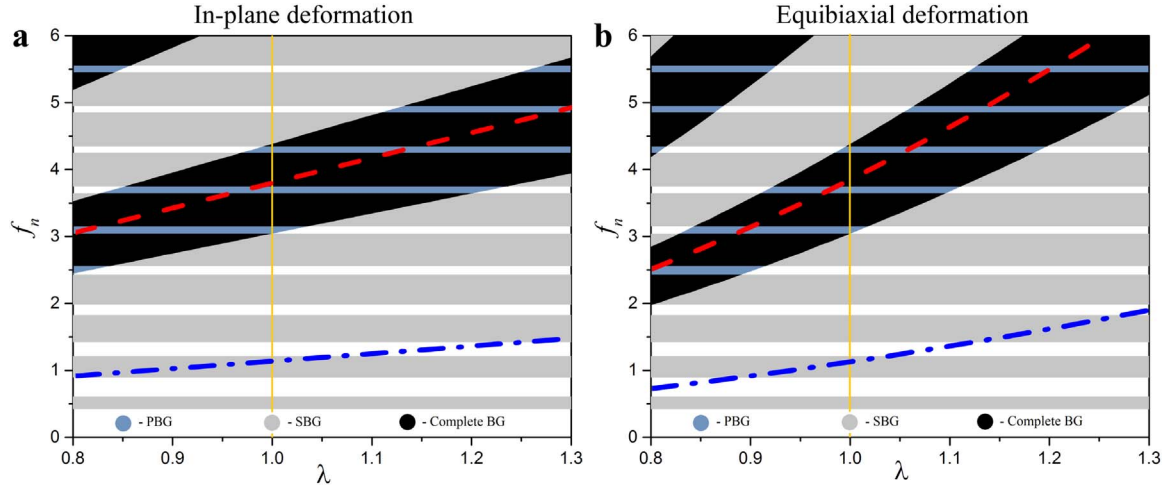 In-plane deformation
a
6
5
4
3
2
1
0
fn
- PBG
- SBG
- Complete BG
0.8
0.9
1.0
1.1
1.2
1.3
λ
Equibiaxial deformation
b
6
5
4
3
2
1
0
fn
- PBG
- SBG
- Complete BG
0.8
0.9
1.0
1.1
1.2
1.3
λ